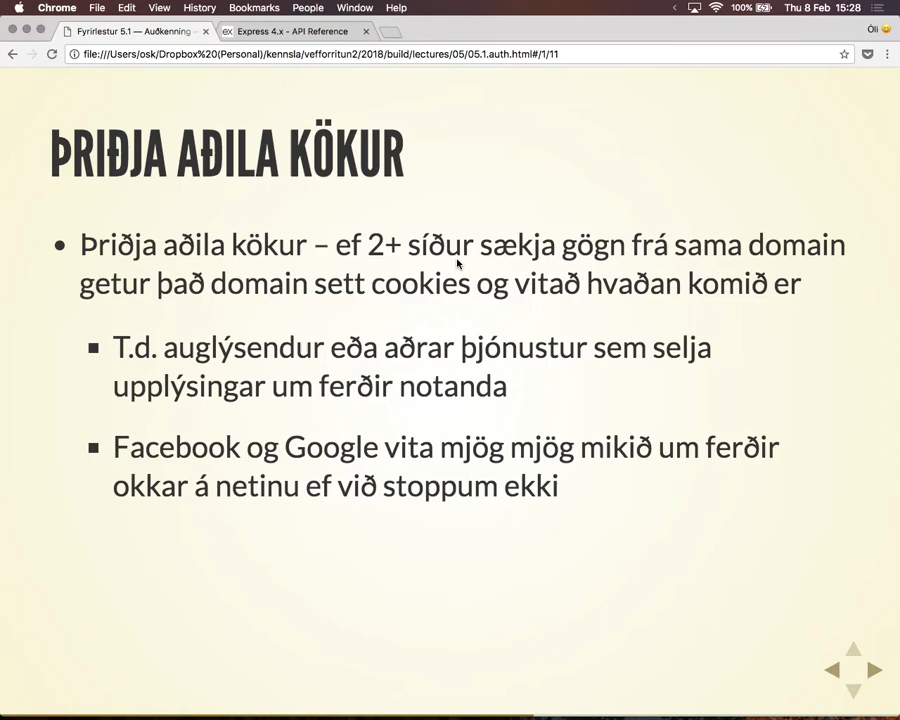 Chrome File Edit View History Bookmarks People Window Help 100% Thu 8 Feb 15:28
Fyrirlestur 5.1 — Auðkenning Express 4.x - API Reference Óli
file:///Users/osk/Dropbox%20(Personal)/kennsla/vefforritun2/2018/build/lectures/05/05.1.auth.html#/1/11
ÞRIÐJA AÐILA KÖKUR
• Þriðja aðila kökur – ef 2+ síður sækja gögn frá sama domain
getur það domain sett cookies og vitað hvaðan komið er
▪ T.d. auglýsendur eða aðrar þjónustur sem selja
upplýsingar um ferðir notanda
▪ Facebook og Google vita mjög mjög mikið um ferðir
okkar á netinu ef við stoppum ekki